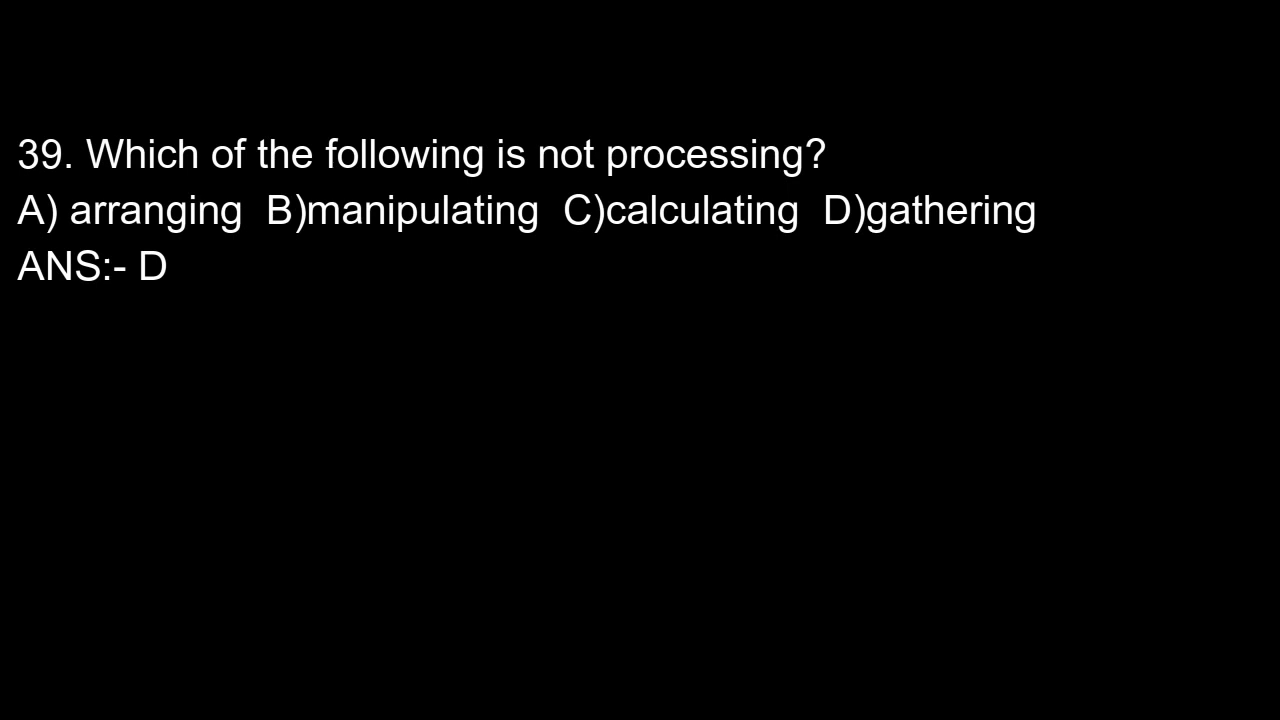 39. Which of the following is not processing?
A) arranging  B)manipulating  C)calculating  D)gathering
ANS:- D